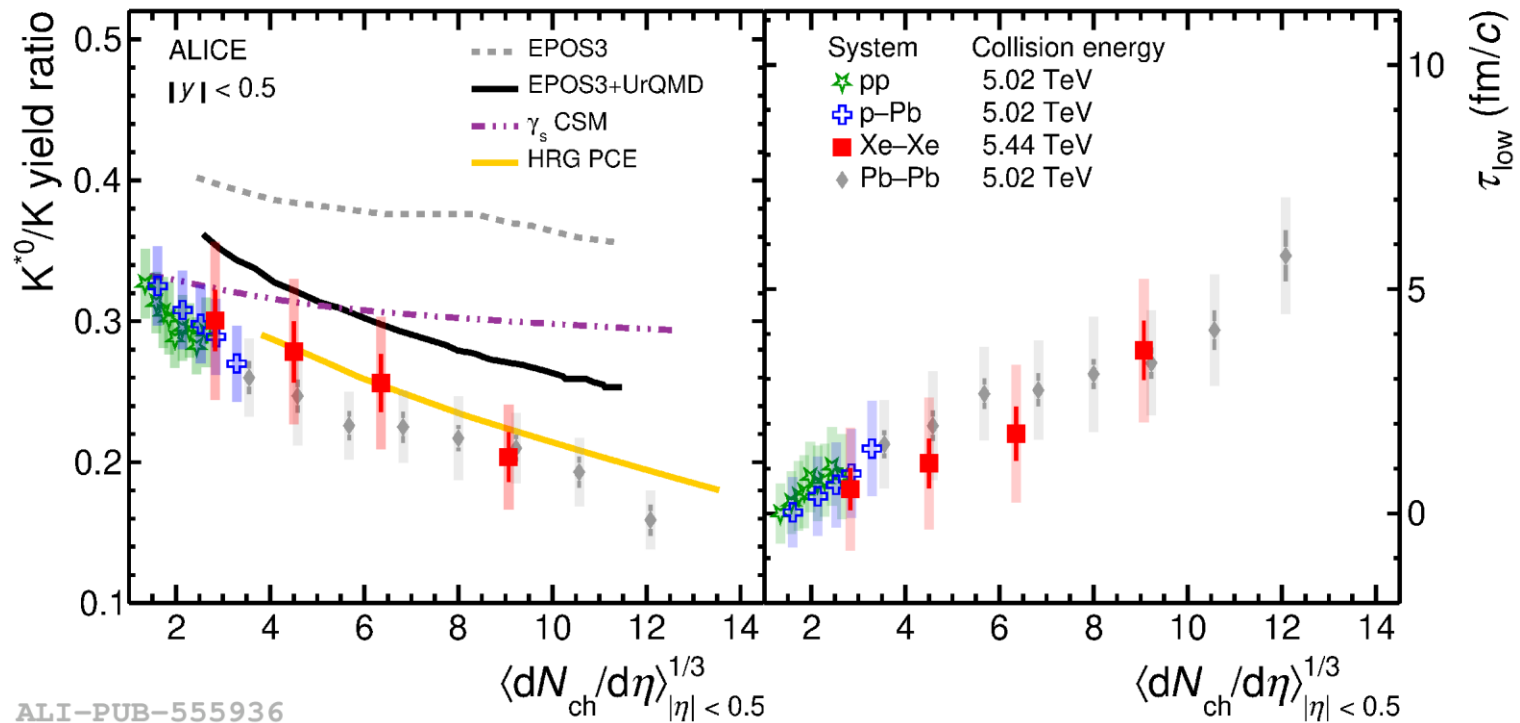 K*0/K yield ratio
0.5
0.4
0.3
0.2
0.1
ALICE
|y| < 0.5
EPOS3
EPOS3+UrQMD
γs CSM
HRG PCE
2 4 6 8 10 12 14
⟨dNch/dη⟩1/3|η| < 0.5
System Collision energy
pp 5.02 TeV
p–Pb 5.02 TeV
Xe–Xe 5.44 TeV
Pb–Pb 5.02 TeV
10
5
0
τlow (fm/c)
2 4 6 8 10 12 14
⟨dNch/dη⟩1/3|η| < 0.5
ALI-PUB-555936